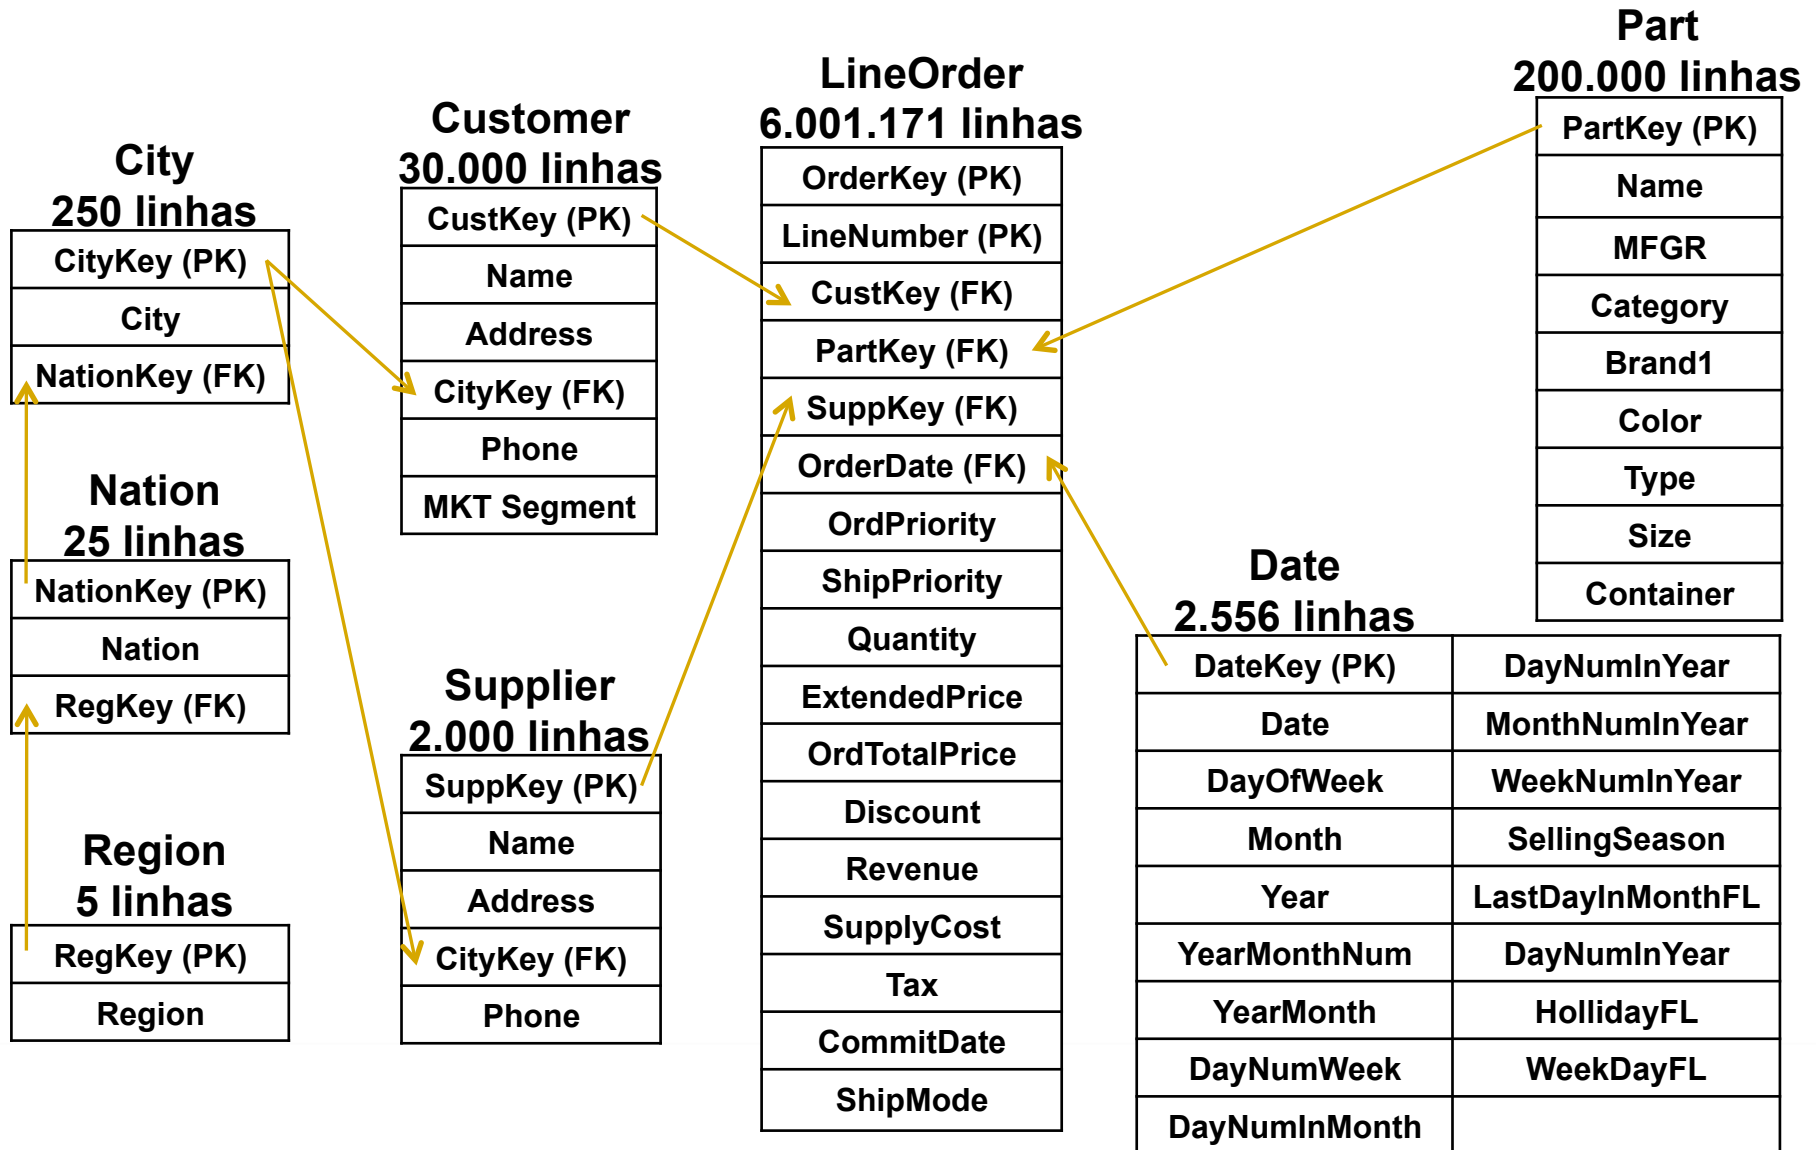 City
250 linhas
CityKey (PK)
City
NationKey (FK)
Nation
25 linhas
NationKey (PK)
Nation
RegKey (FK)
Region
5 linhas
RegKey (PK)
Region
Customer
30.000 linhas
CustKey (PK)
Name
Address
CityKey (FK)
Phone
MKT Segment
Supplier
2.000 linhas
SuppKey (PK)
Name
Address
CityKey (FK)
Phone
LineOrder
6.001.171 linhas
OrderKey (PK)
LineNumber (PK)
CustKey (FK)
PartKey (FK)
SuppKey (FK)
OrderDate (FK)
OrdPriority
ShipPriority
Quantity
ExtendedPrice
OrdTotalPrice
Discount
Revenue
SupplyCost
Tax
CommitDate
ShipMode
Part
200.000 linhas
PartKey (PK)
Name
MFGR
Category
Brand1
Color
Type
Size
Container
Date
2.556 linhas
DateKey (PK) DayNumInYear
Date MonthNumInYear
DayOfWeek WeekNumInYear
Month SellingSeason
Year LastDayInMonthFL
YearMonthNum DayNumInYear
YearMonth HollidayFL
DayNumWeek WeekDayFL
DayNumInMonth